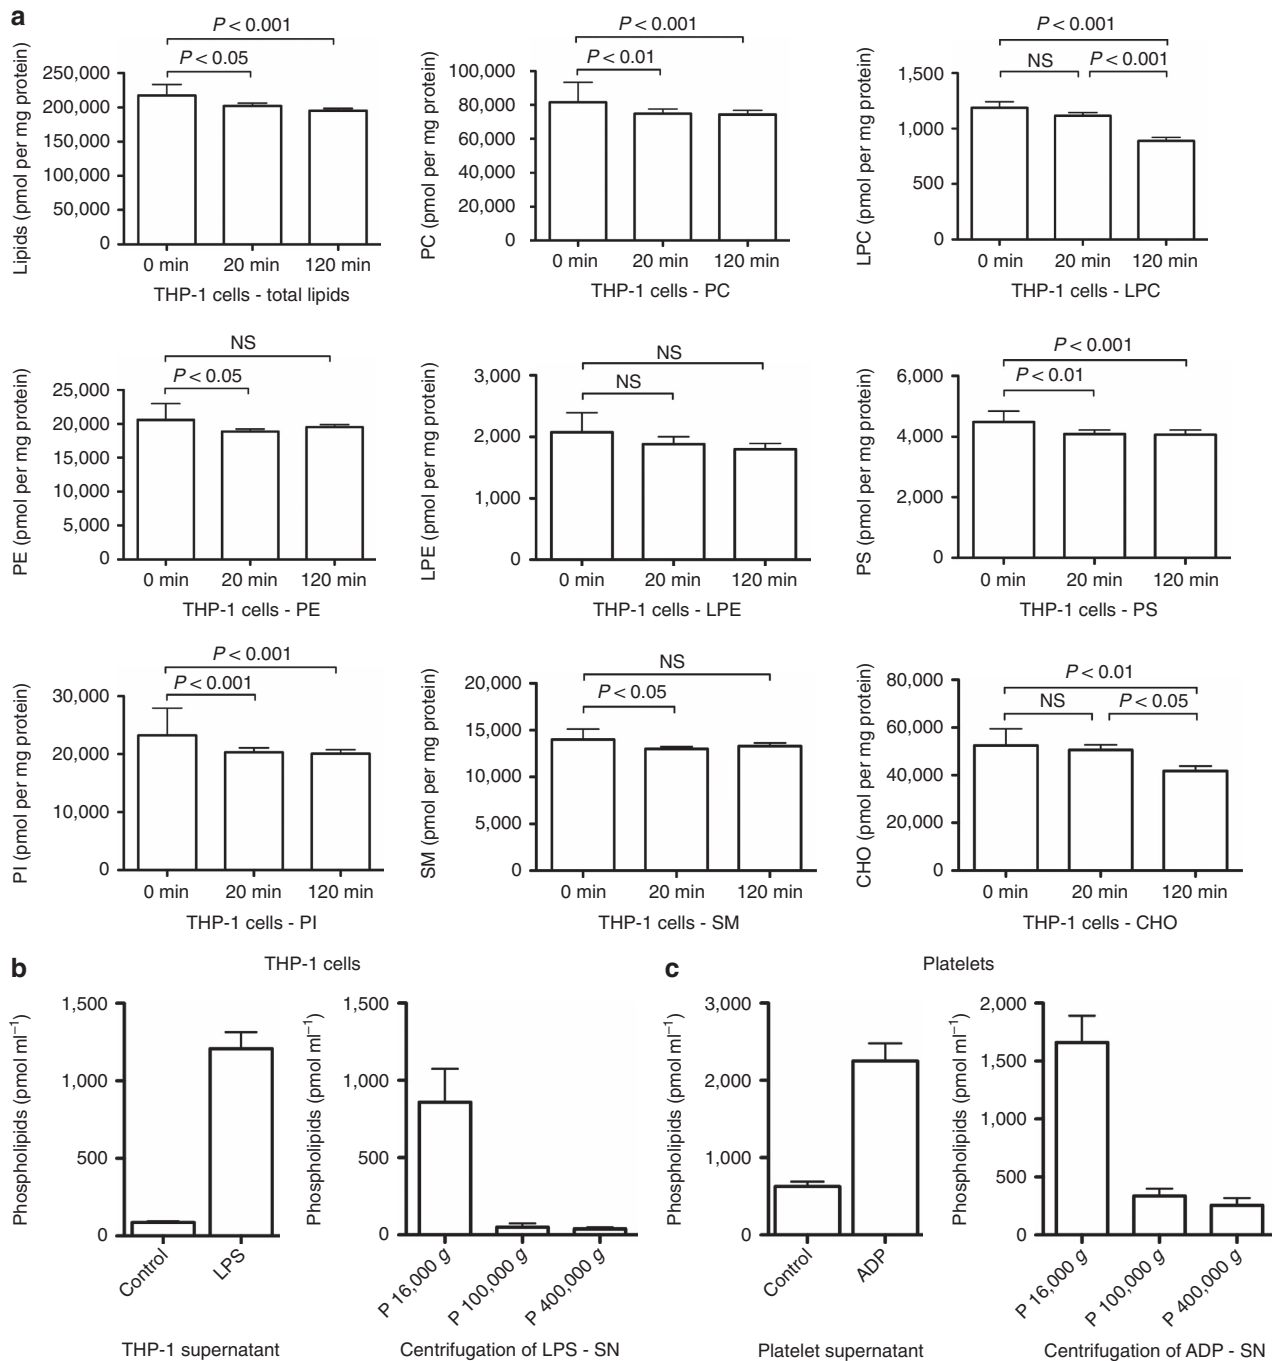 a
P < 0.001
P < 0.05
Lipids (pmol per mg protein)
250,000
200,000
150,000
100,000
50,000
0
0 min 20 min 120 min
THP-1 cells - total lipids
P < 0.001
P < 0.01
PC (pmol per mg protein)
100,000
80,000
60,000
40,000
20,000
0
0 min 20 min 120 min
THP-1 cells - PC
P < 0.001
NS P < 0.001
LPC (pmol per mg protein)
1,500
1,000
500
0
0 min 20 min 120 min
THP-1 cells - LPC
NS
P < 0.05
PE (pmol per mg protein)
25,000
20,000
15,000
10,000
5,000
0
0 min 20 min 120 min
THP-1 cells - PE
NS
NS
LPE (pmol per mg protein)
3,000
2,000
1,000
0
0 min 20 min 120 min
THP-1 cells - LPE
P < 0.001
P < 0.01
PS (pmol per mg protein)
6,000
4,000
2,000
0
0 min 20 min 120 min
THP-1 cells - PS
P < 0.001
P < 0.001
PI (pmol per mg protein)
30,000
20,000
10,000
0
0 min 20 min 120 min
THP-1 cells - PI
NS
P < 0.05
SM (pmol per mg protein)
20,000
15,000
10,000
5,000
0
0 min 20 min 120 min
THP-1 cells - SM
P < 0.01
NS P < 0.05
CHO (pmol per mg protein)
80,000
60,000
40,000
20,000
0
0 min 20 min 120 min
THP-1 cells - CHO
b
THP-1 cells
Phospholipids (pmol ml⁻¹)
1,500
1,000
500
0
Control LPS
THP-1 supernatant
Phospholipids (pmol ml⁻¹)
1,500
1,000
500
0
P 16,000 g P 100,000 g P 400,000 g
Centrifugation of LPS - SN
c
Platelets
Phospholipids (pmol ml⁻¹)
3,000
2,000
1,000
0
Control ADP
Platelet supernatant
Phospholipids (pmol ml⁻¹)
2,000
1,500
1,000
500
0
P 16,000 g P 100,000 g P 400,000 g
Centrifugation of ADP - SN